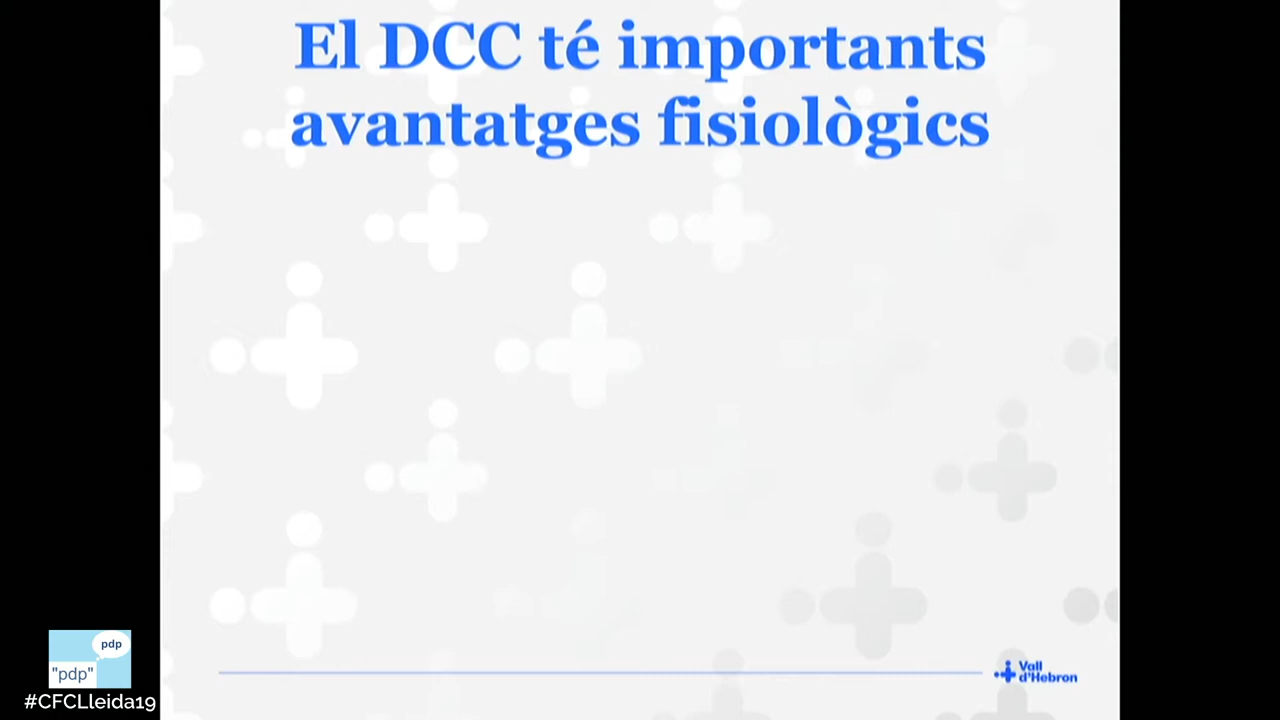 El DCC té importants
avantatges fisiològics
Vall
d'Hebron
pdp
"pdp"
#CFCLleida19